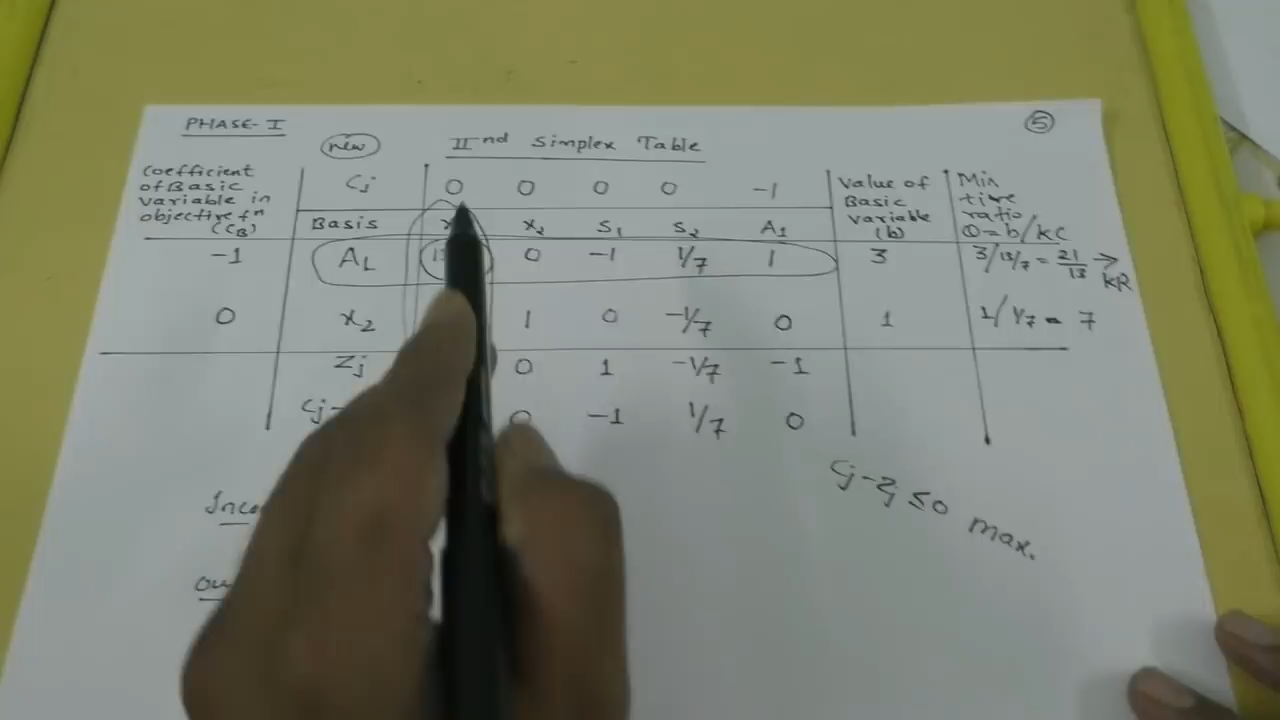 PHASE-I
5
new
IInd Simplex Table
Coefficient of Basic variable in objective fn (CB)
Cj 0 0 0 0 -1
Value of Basic variable (b)
Min tive ratio θ=b/KC
Basis x2 S1 S2 A1
-1 A1 0 -1 1/7 1 3 3/13/7 = 21/13 → KR
0 x2 1 0 -1/7 0 1 1/1/7 = 7
Zj 0 1 -1/7 -1
Cj- 0 -1 1/7 0
Cj-Zj ≤0 max.